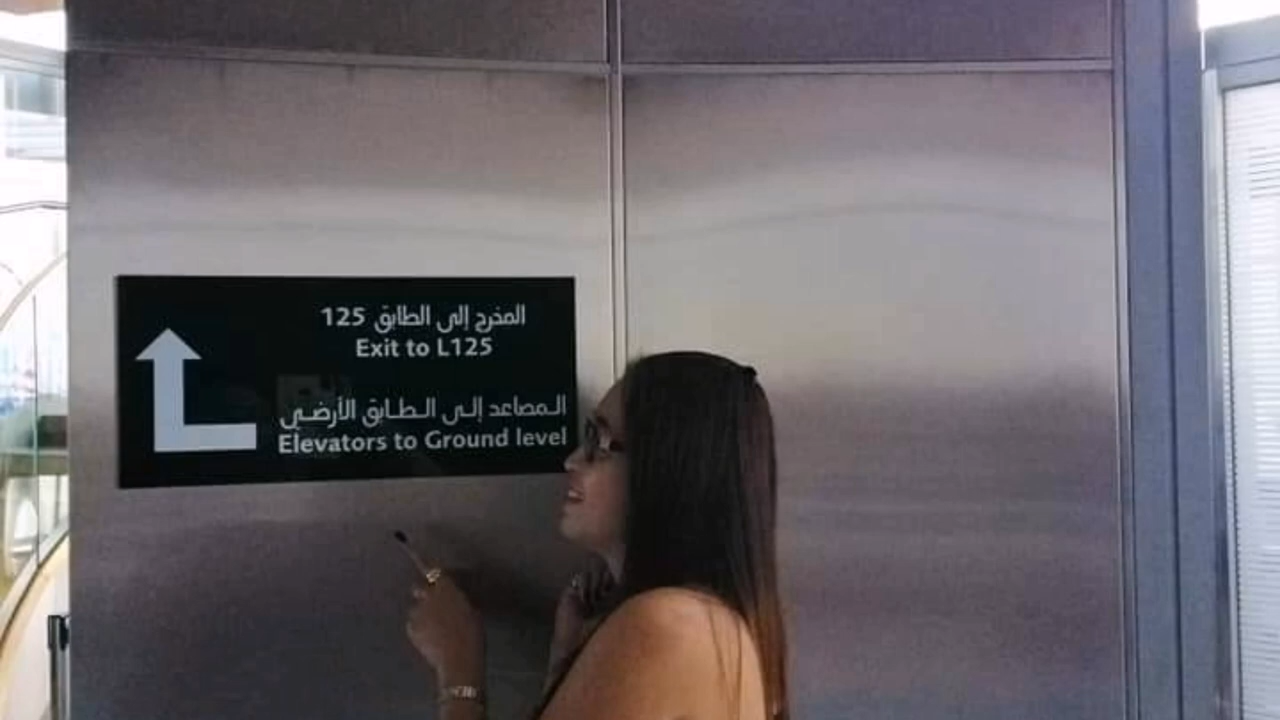 المخرج إلى الطابق 125
Exit to L125
المصاعد إلى الطابق الأرضي
Elevators to Ground level